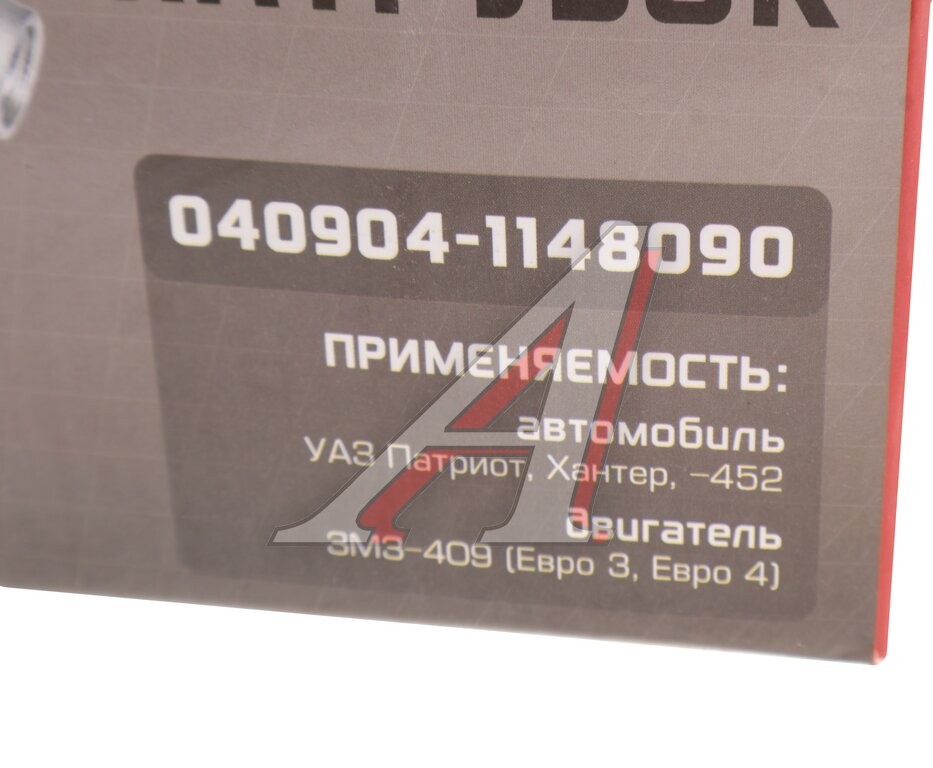 040904-1148090
ПРИМЕНЯЕМОСТЬ:
автомобиль
УАЗ Патриот, Хантер, -452
двигатель
ЗМЗ-409 (Евро 3, Евро 4)